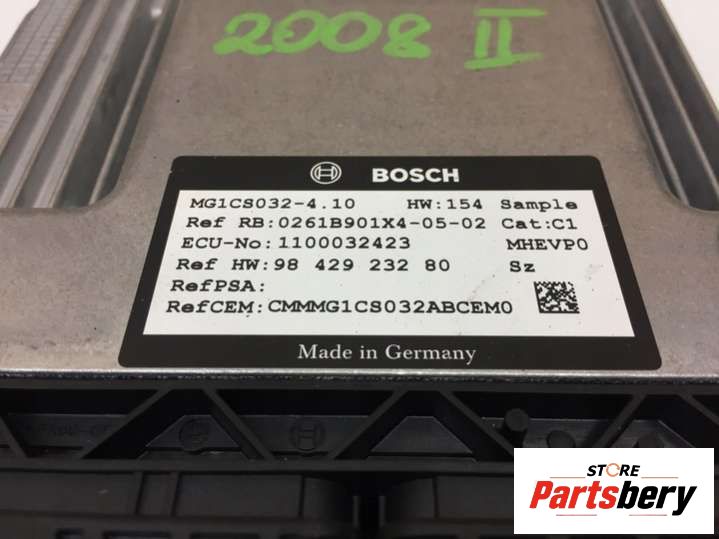 2008 II
BOSCH
MG1CS032-4.10 HW:154 Sample
Ref RB:0261B901X4-05-02 Cat:C1
ECU-No:1100032423 MHEVP0
Ref HW:98 429 232 80 Sz
RefPSA:
RefCEM:CMMMG1CS032ABCEM0
Made in Germany
STORE
Partsbery